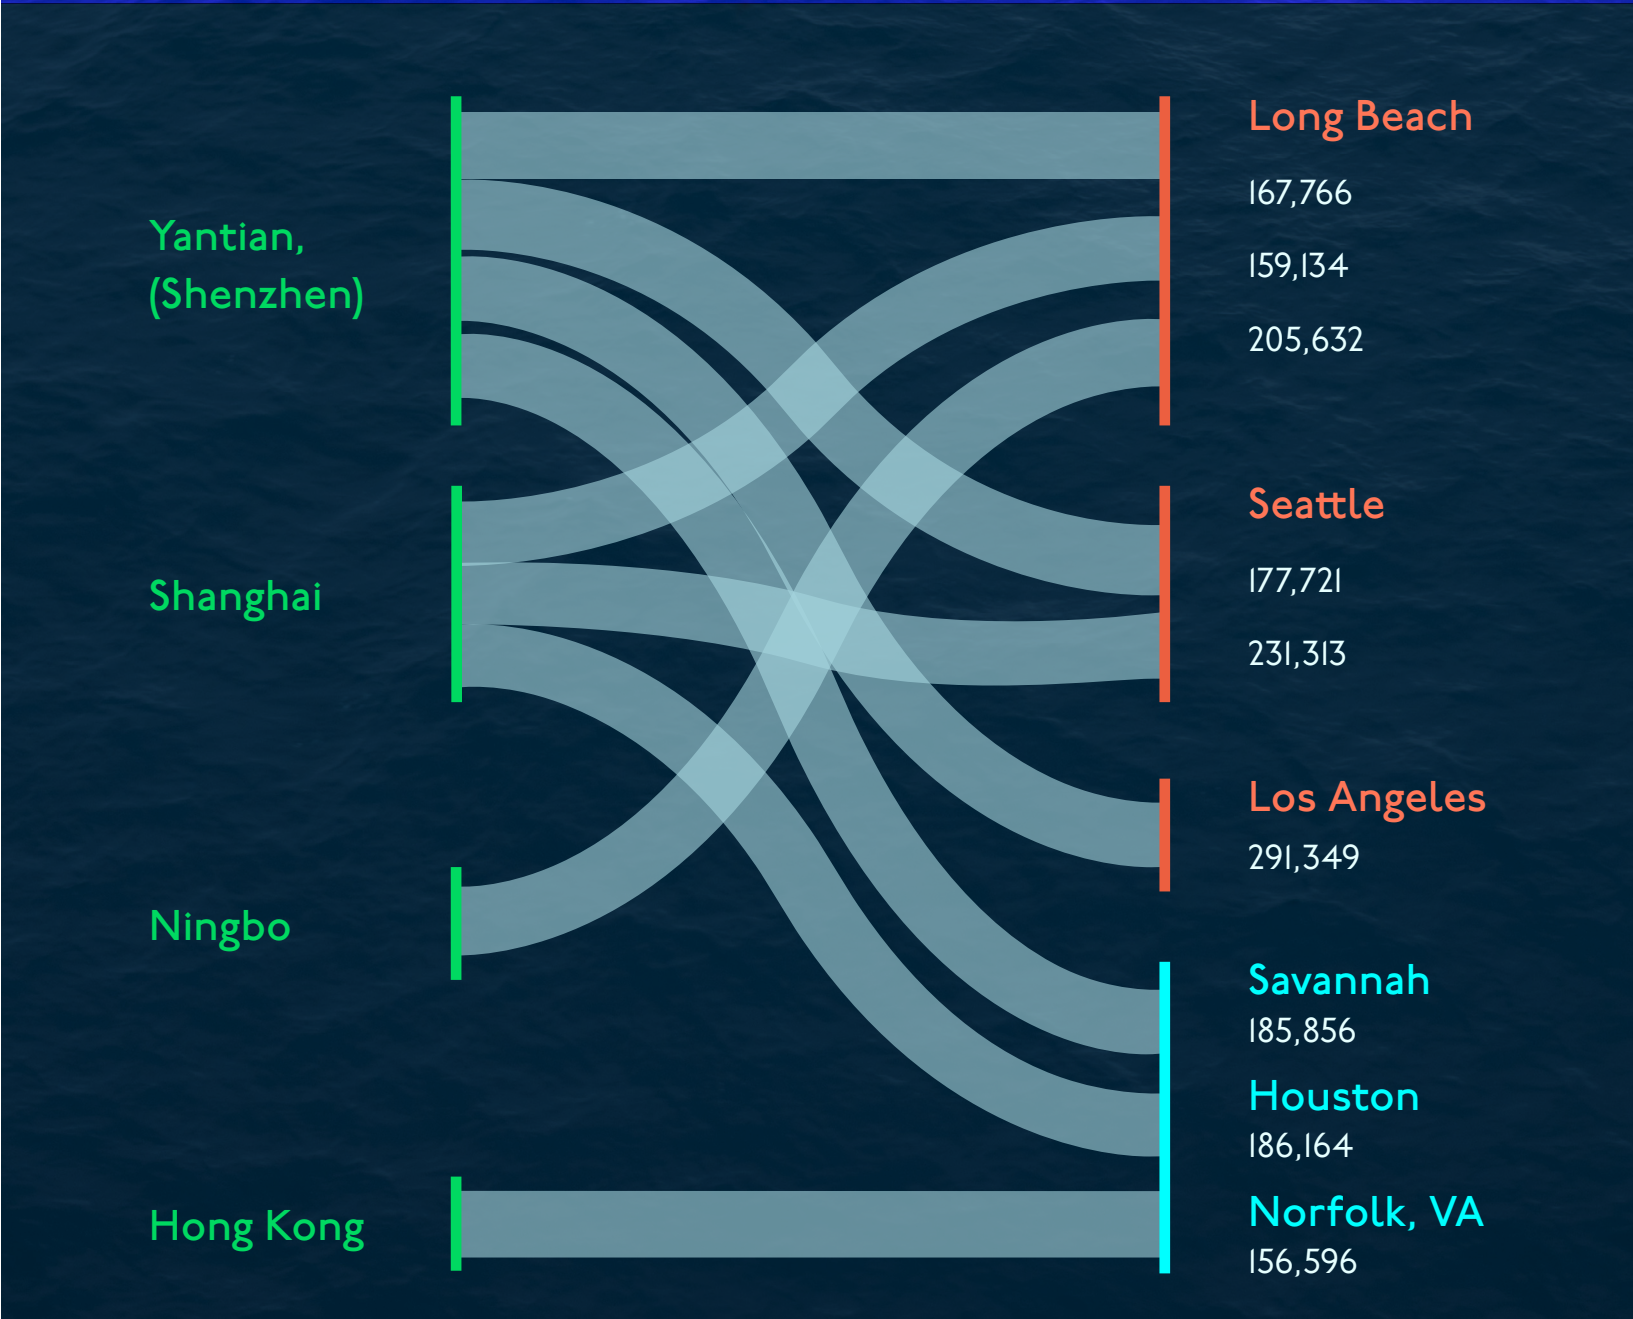 Yantian,
(Shenzhen)
Shanghai
Ningbo
Hong Kong
Long Beach
167,766
159,134
205,632
Seattle
177,721
231,313
Los Angeles
291,349
Savannah
185,856
Houston
186,164
Norfolk, VA
156,596